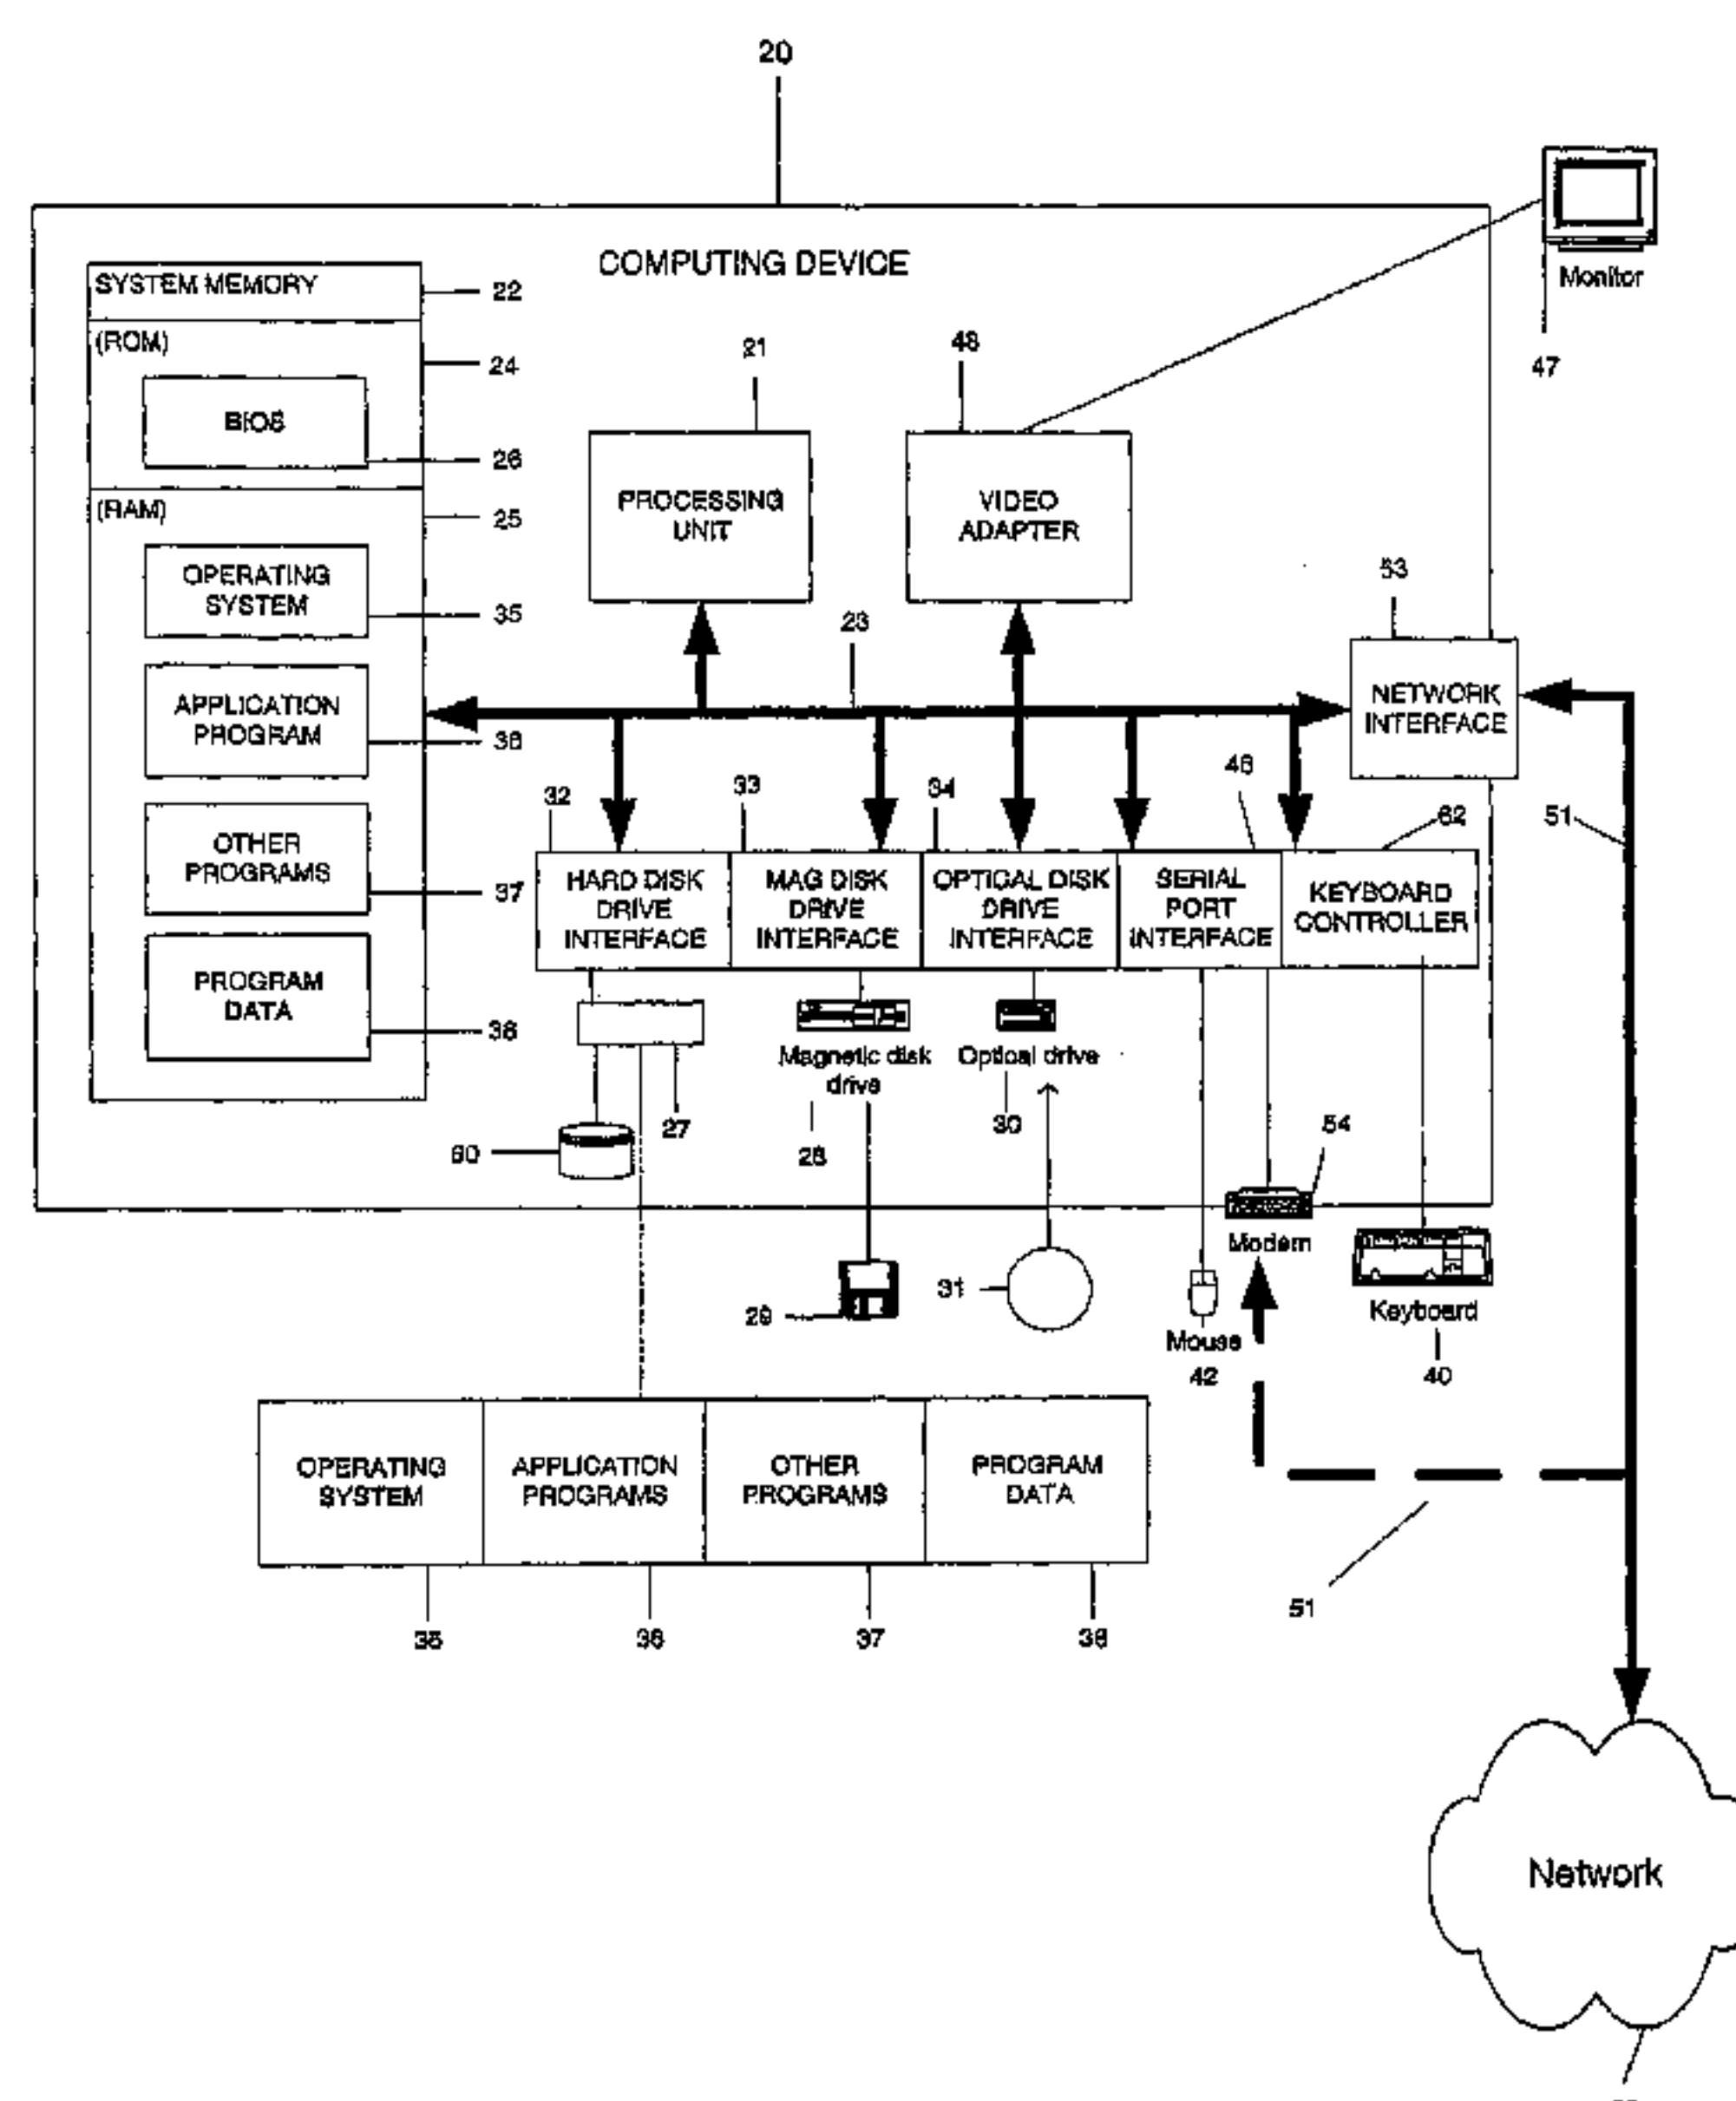 20
COMPUTING DEVICE
SYSTEM MEMORY
22
(ROM)
24
BIOS
26
(RAM)
25
OPERATING
SYSTEM
35
APPLICATION
PROGRAM
36
OTHER
PROGRAMS
37
PROGRAM
DATA
38
21
PROCESSING
UNIT
48
VIDEO
ADAPTER
Monitor
47
23
53
NETWORK
INTERFACE
51
32
HARD DISK
DRIVE
INTERFACE
33
MAG DISK
DRIVE
INTERFACE
34
OPTICAL DISK
DRIVE
INTERFACE
46
SERIAL
PORT
INTERFACE
62
KEYBOARD
CONTROLLER
27
60
Magnetic disk
drive
28
Optical drive
30
54
Modem
29
31
Mouse
42
Keyboard
40
OPERATING
SYSTEM
APPLICATION
PROGRAMS
OTHER
PROGRAMS
PROGRAM
DATA
35
36
37
38
51
Network